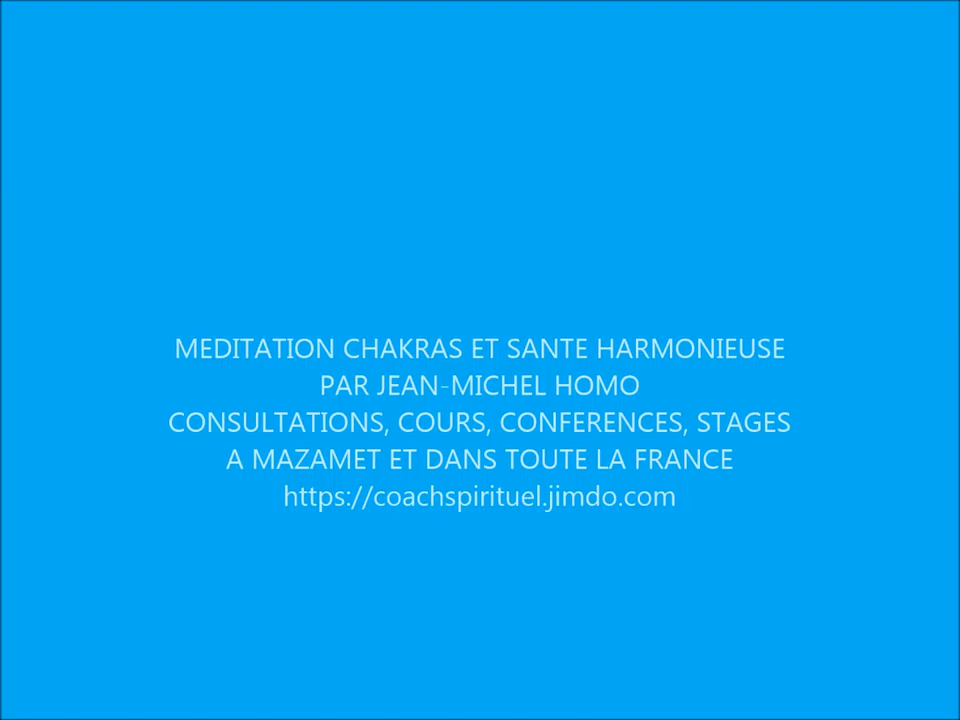 MEDITATION CHAKRAS ET SANTE HARMONIEUSE
PAR JEAN-MICHEL HOMO
CONSULTATIONS, COURS, CONFERENCES, STAGES
A MAZAMET ET DANS TOUTE LA FRANCE
https://coachspirituel.jimdo.com